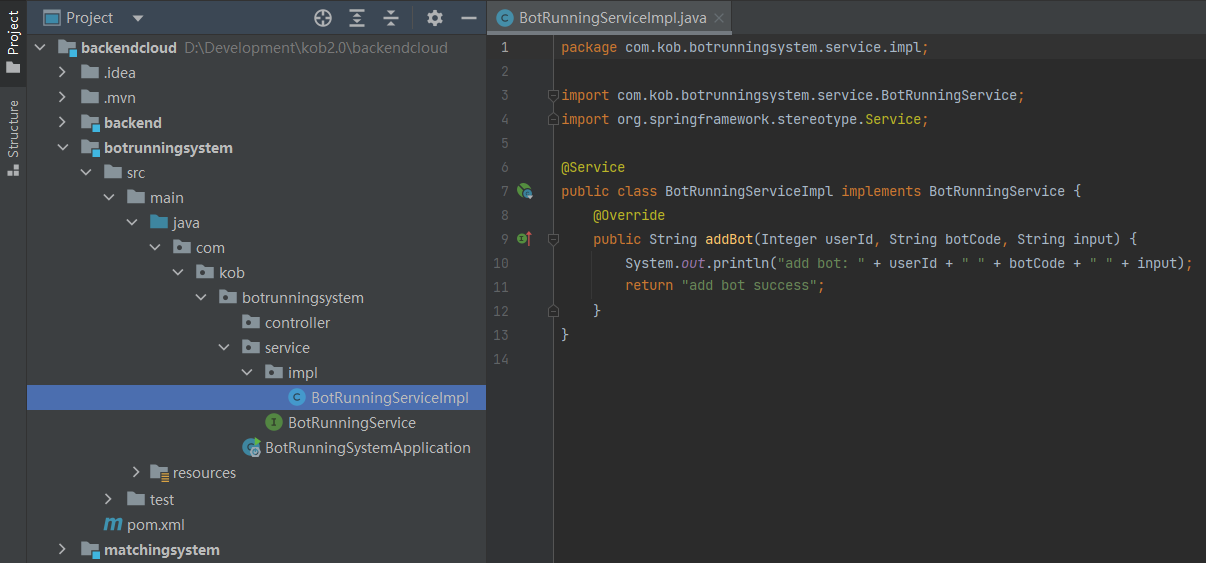 Project
Structure
Project
backendcloud D:\Development\kob2.0\backendcloud
.idea
.mvn
backend
botrunningsystem
src
main
java
com
kob
botrunningsystem
controller
service
impl
BotRunningServiceImpl
BotRunningService
BotRunningSystemApplication
resources
test
pom.xml
matchingsystem
BotRunningServiceImpl.java
1 package com.kob.botrunningsystem.service.impl;
2
3 import com.kob.botrunningsystem.service.BotRunningService;
4 import org.springframework.stereotype.Service;
5
6 @Service
7 public class BotRunningServiceImpl implements BotRunningService {
8 @Override
9 public String addBot(Integer userId, String botCode, String input) {
10 System.out.println("add bot: " + userId + " " + botCode + " " + input);
11 return "add bot success";
12 }
13 }
14